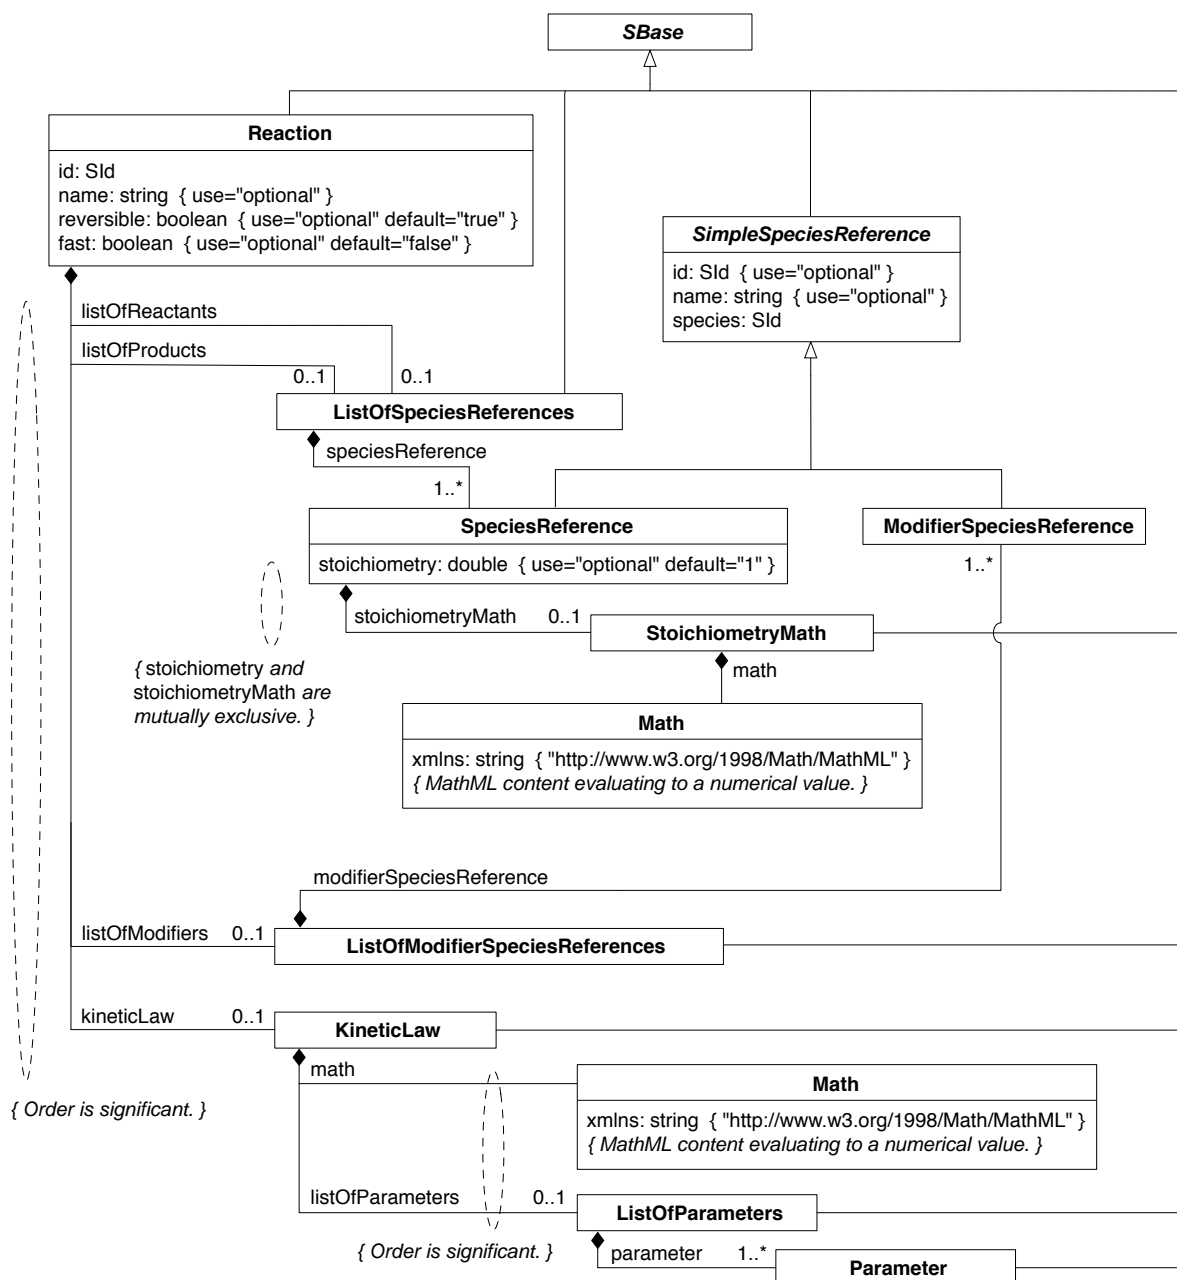 SBase
Reaction
id: SId
name: string { use="optional" }
reversible: boolean { use="optional" default="true" }
fast: boolean { use="optional" default="false" }
SimpleSpeciesReference
id: SId { use="optional" }
name: string { use="optional" }
species: SId
listOfReactants
listOfProducts
0..1
0..1
ListOfSpeciesReferences
speciesReference
1..*
SpeciesReference
stoichiometry: double { use="optional" default="1" }
ModifierSpeciesReference
1..*
stoichiometryMath
0..1
StoichiometryMath
{ stoichiometry and
stoichiometryMath are
mutually exclusive. }
math
Math
xmlns: string { "http://www.w3.org/1998/Math/MathML" }
{ MathML content evaluating to a numerical value. }
modifierSpeciesReference
listOfModifiers
0..1
ListOfModifierSpeciesReferences
kineticLaw
0..1
KineticLaw
math
{ Order is significant. }
Math
xmlns: string { "http://www.w3.org/1998/Math/MathML" }
{ MathML content evaluating to a numerical value. }
listOfParameters
0..1
ListOfParameters
{ Order is significant. }
parameter
1..*
Parameter